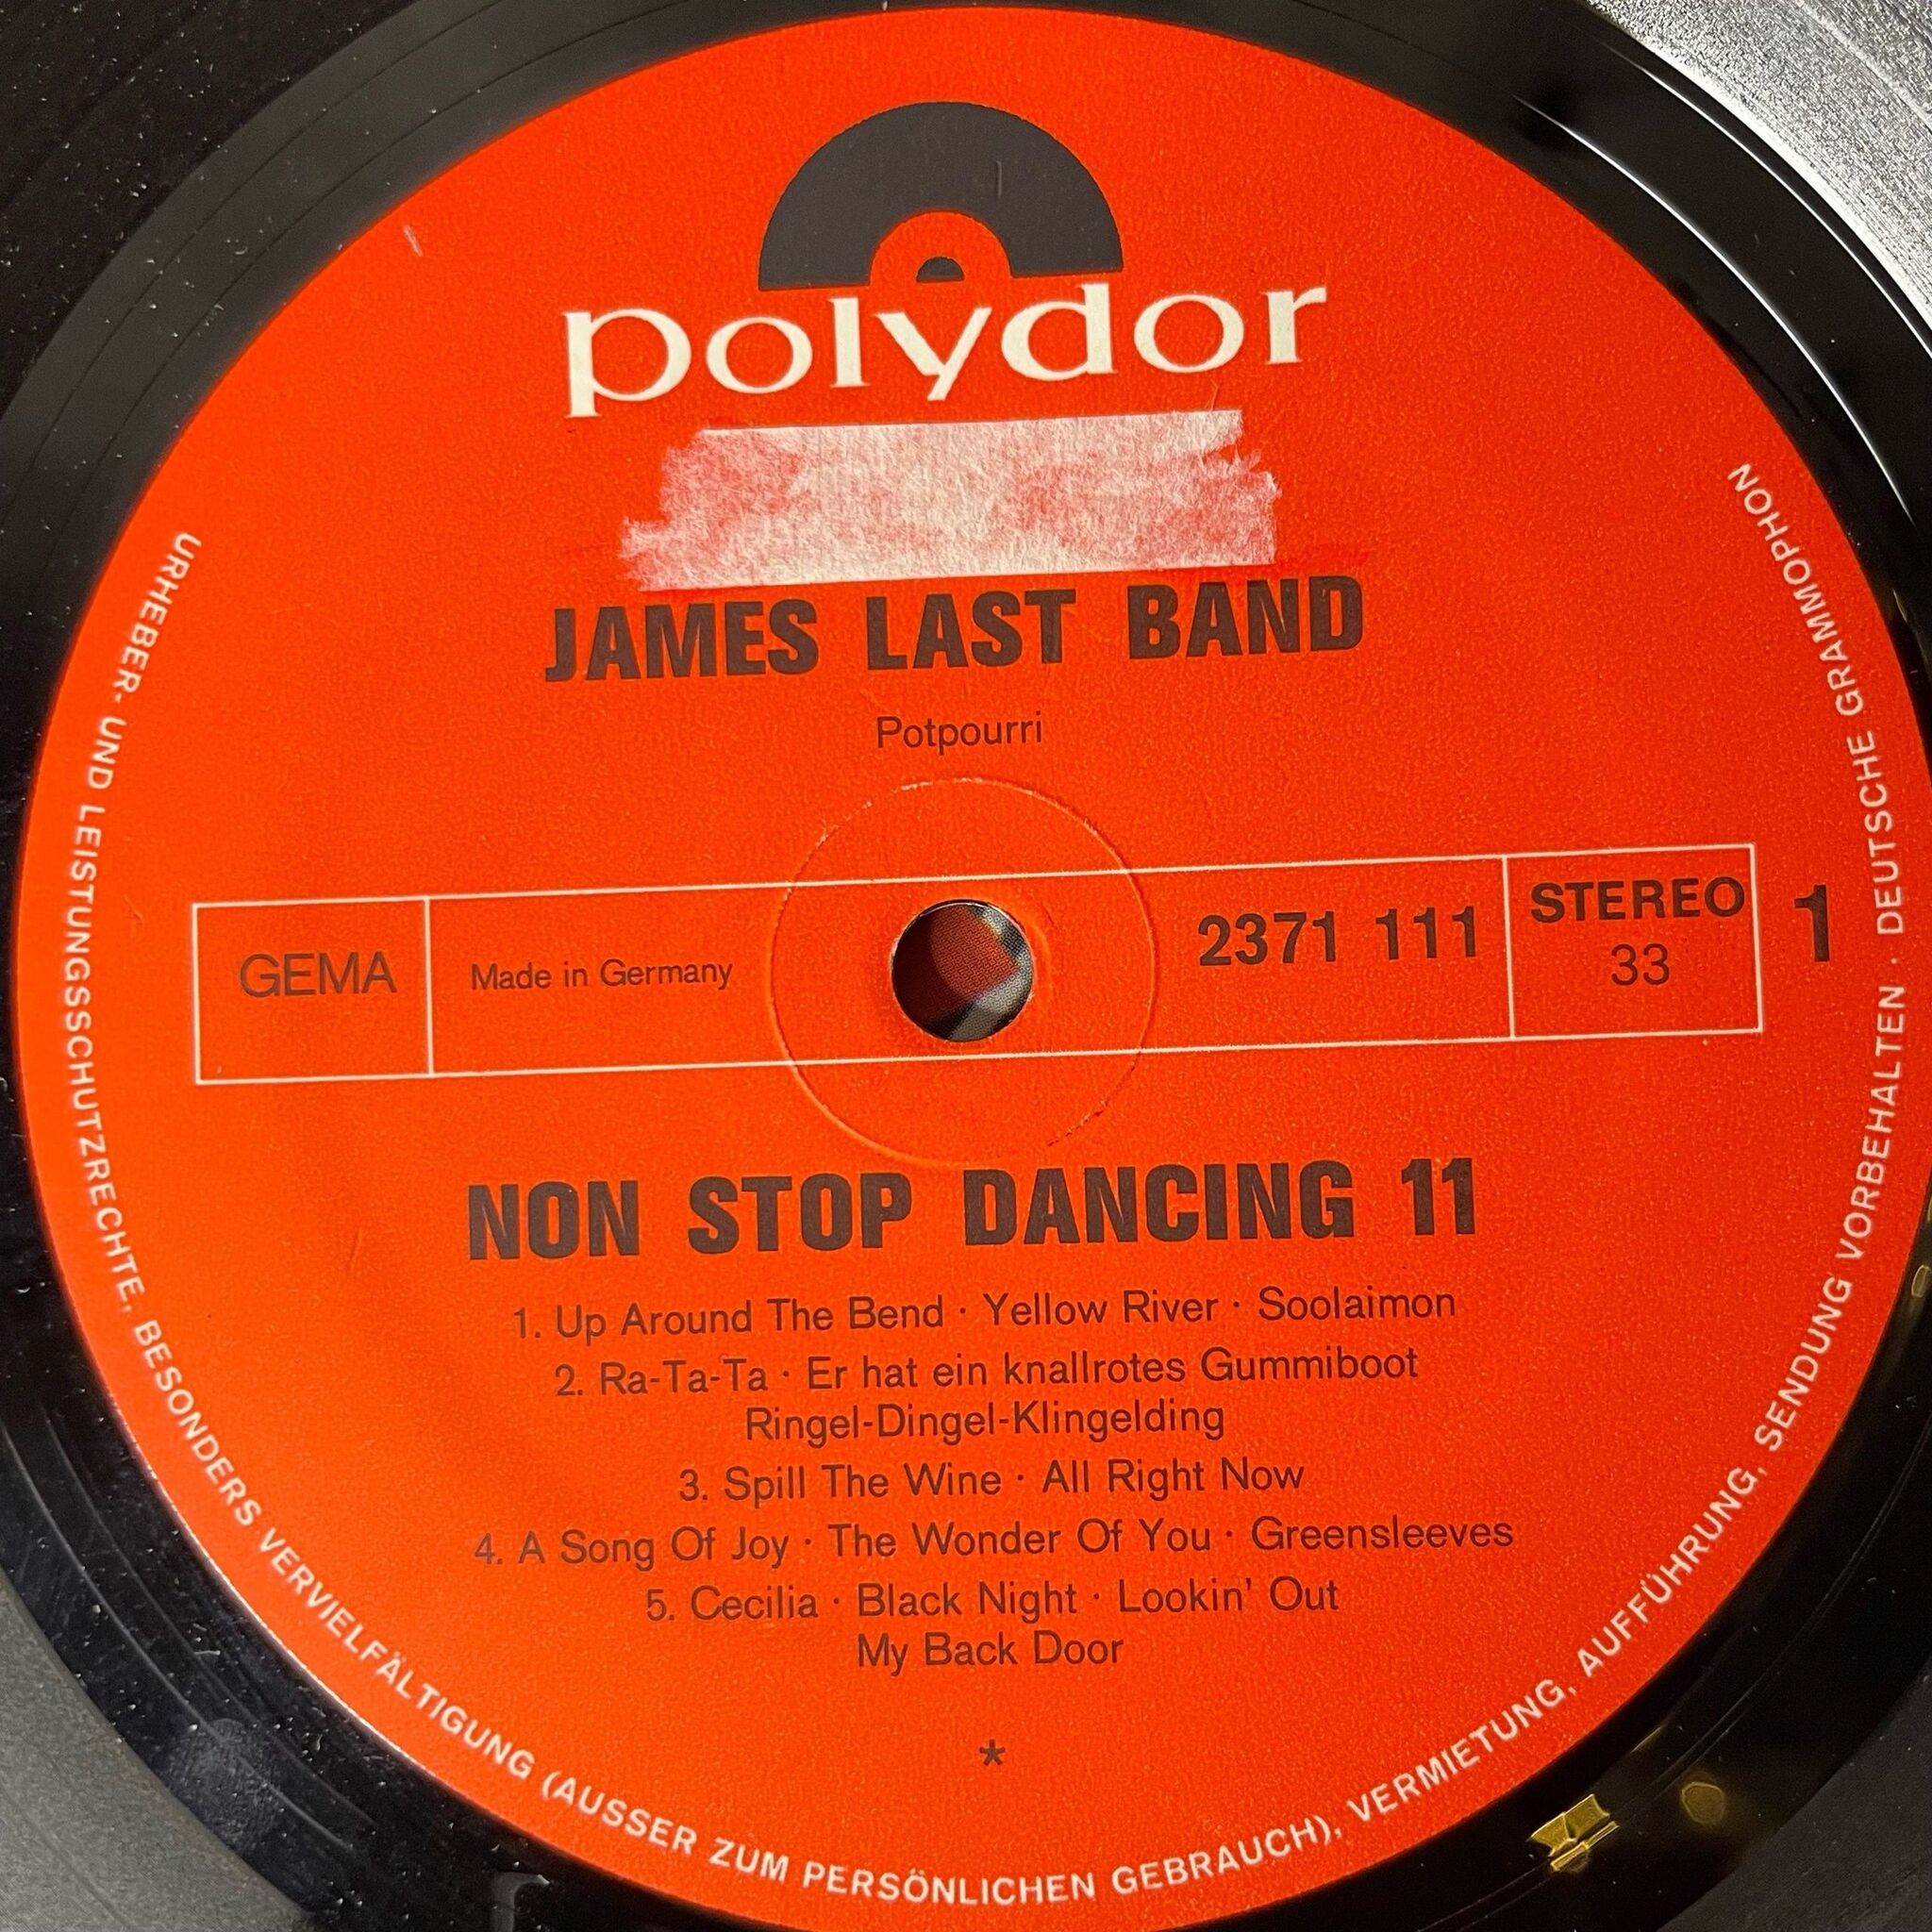 polydor
JAMES LAST BAND
Potpourri
GEMA
Made in Germany
2371 111
STEREO
33
1
NON STOP DANCING 11
1. Up Around The Bend · Yellow River · Soolaimon
2. Ra-Ta-Ta · Er hat ein knallrotes Gummiboot
Ringel-Dingel-Klingelding
3. Spill The Wine · All Right Now
4. A Song Of Joy · The Wonder Of You · Greensleeves
5. Cecilia · Black Night · Lookin' Out
My Back Door
*
URHEBER- UND LEISTUNGSSCHUTZRECHTE, BESONDERS VERVIELFÄLTIGUNG (AUSSER ZUM PERSÖNLICHEN GEBRAUCH), VERMIETUNG, AUFFÜHRUNG, SENDUNG VORBEHALTEN · DEUTSCHE GRAMMOPHON